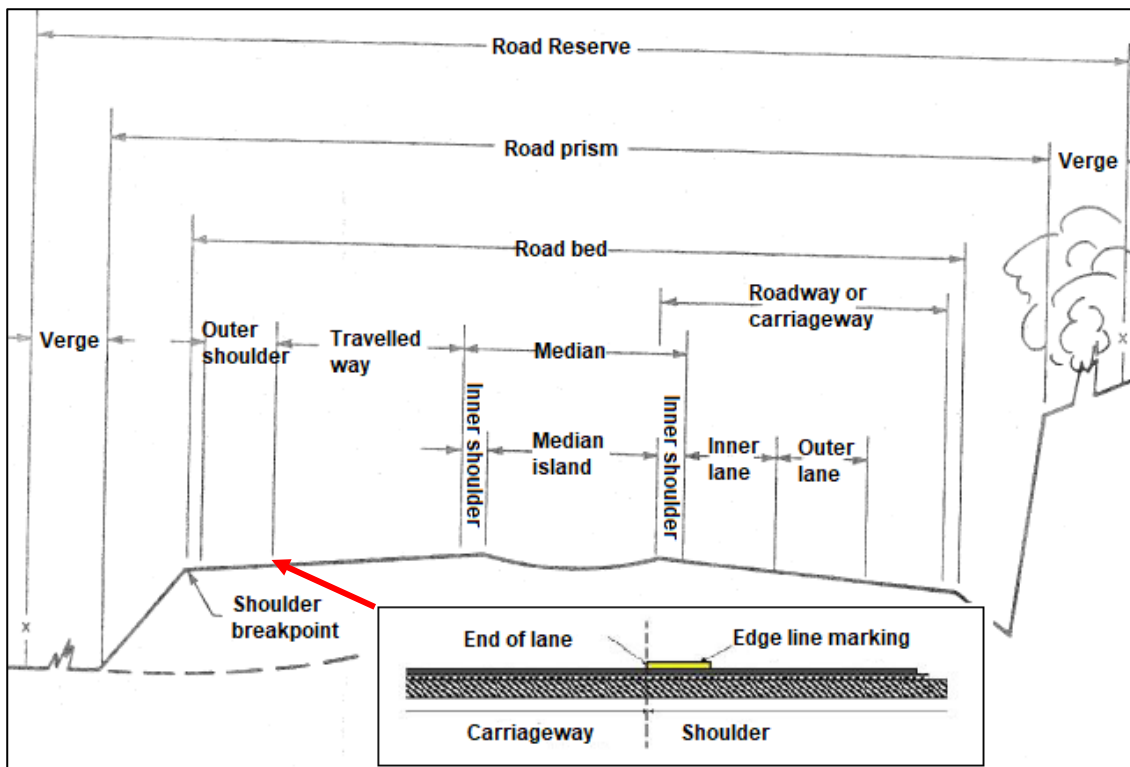 Road Reserve
Road prism
Verge
Road bed
Roadway or
carriageway
Verge
Outer
shoulder
Travelled
way
Median
Inner shoulder
Median
island
Inner shoulder
Inner
lane
Outer
lane
x
x
Shoulder
breakpoint
End of lane
Edge line marking
Carriageway
Shoulder